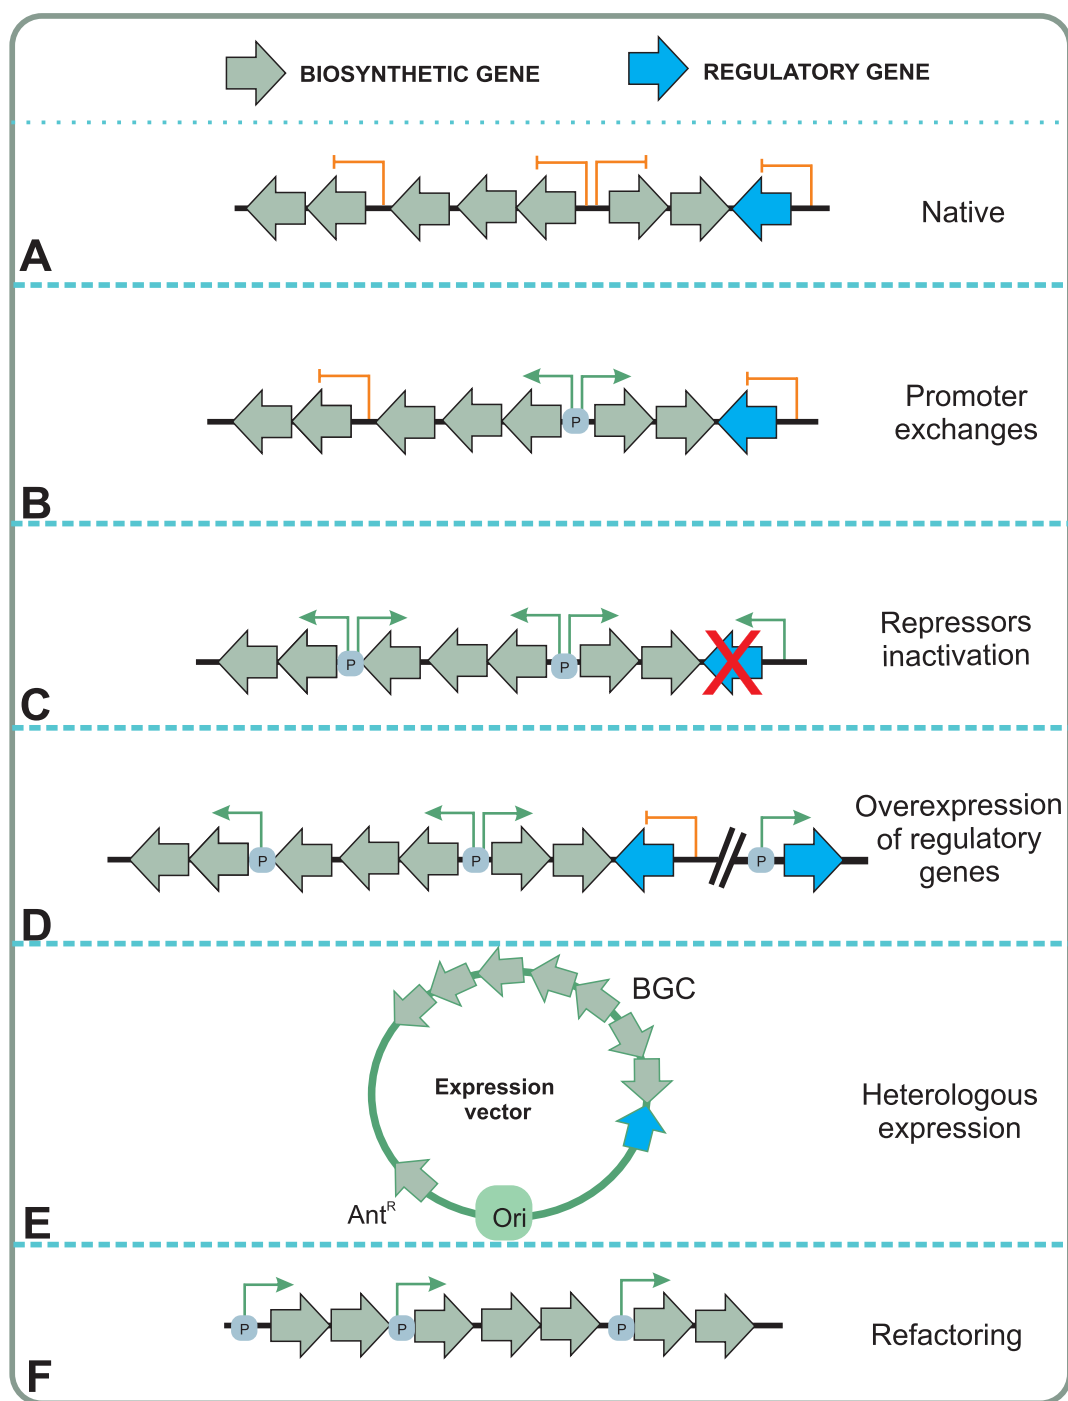 BIOSYNTHETIC GENE
REGULATORY GENE
Native
A
Promoter
exchanges
P
B
Repressors
inactivation
P
P
C
Overexpression
of regulatory
genes
P
P
P
D
BGC
Expression
vector
Heterologous
expression
Ant^R
Ori
E
P
P
P
Refactoring
F